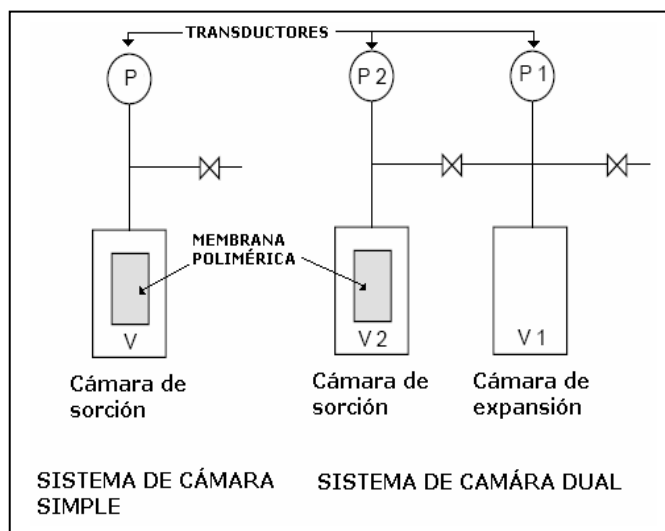 TRANSDUCTORES
P
P 2
P 1
MEMBRANA
POLIMÉRICA
V
V 2
V 1
Cámara de
sorción
Cámara de
sorción
Cámara de
expansión
SISTEMA DE CÁMARA
SIMPLE
SISTEMA DE CAMÁRA DUAL